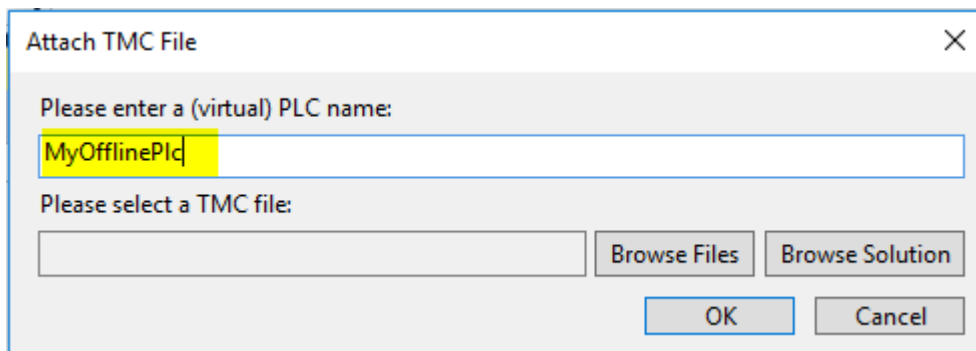 Attach TMC File
Please enter a (virtual) PLC name:
MyOfflinePlc
Please select a TMC file:
Browse Files Browse Solution
OK Cancel